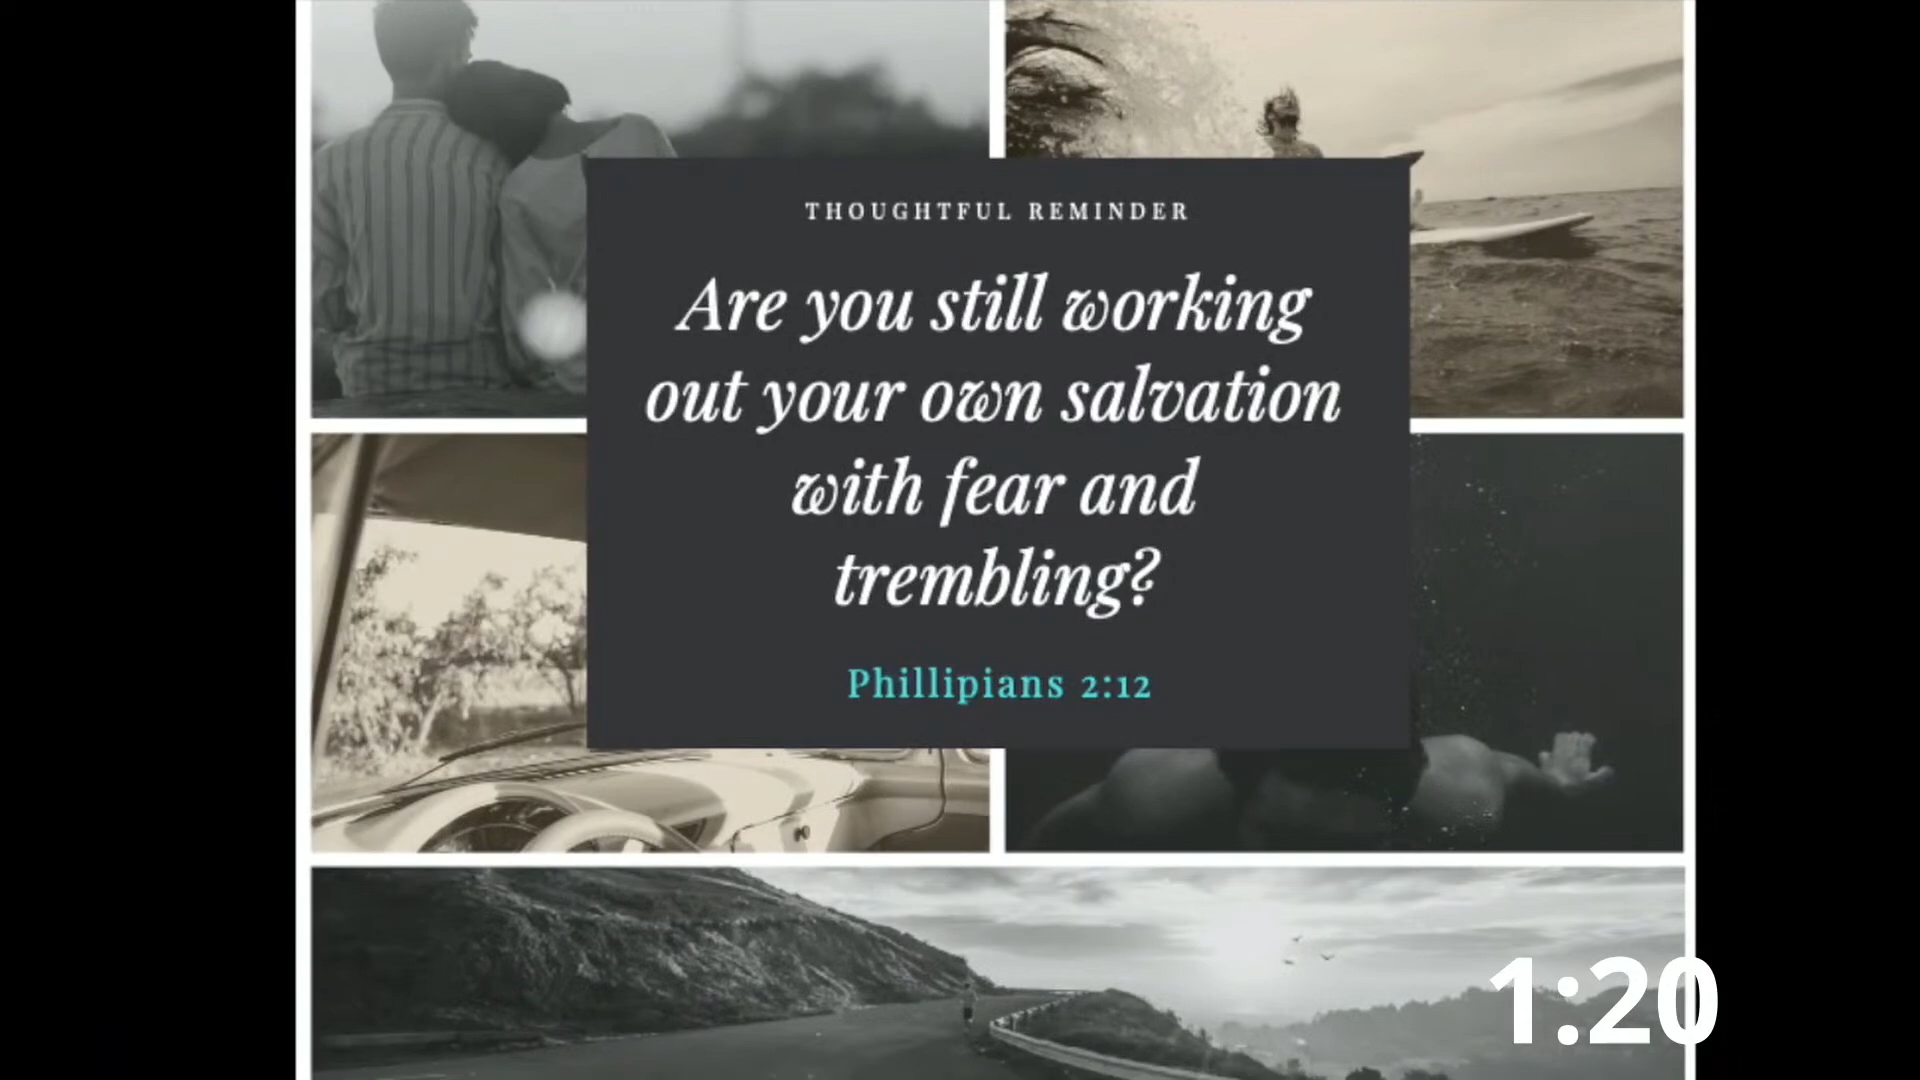 THOUGHTFUL REMINDER
Are you still working
out your own salvation
with fear and
trembling?
Phillipians 2:12
1:20